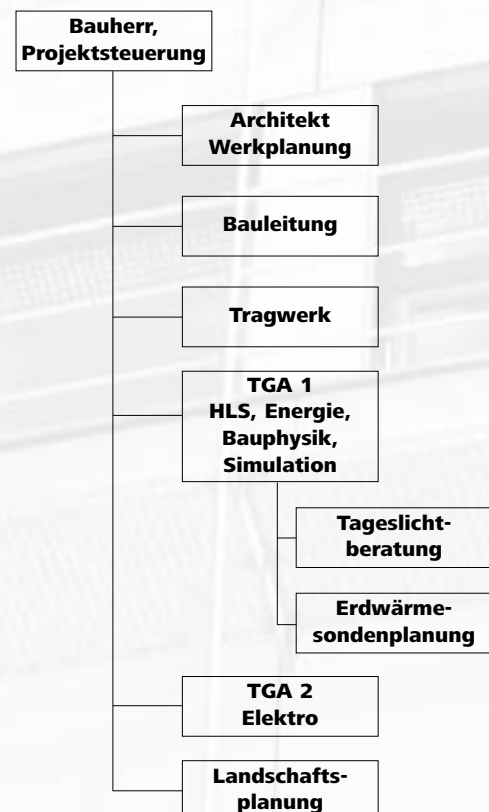 Bauherr,
Projektsteuerung
Architekt
Werkplanung
Bauleitung
Tragwerk
TGA 1
HLS, Energie,
Bauphysik,
Simulation
Tageslicht-
beratung
Erdwärme-
sondenplanung
TGA 2
Elektro
Landschafts-
planung